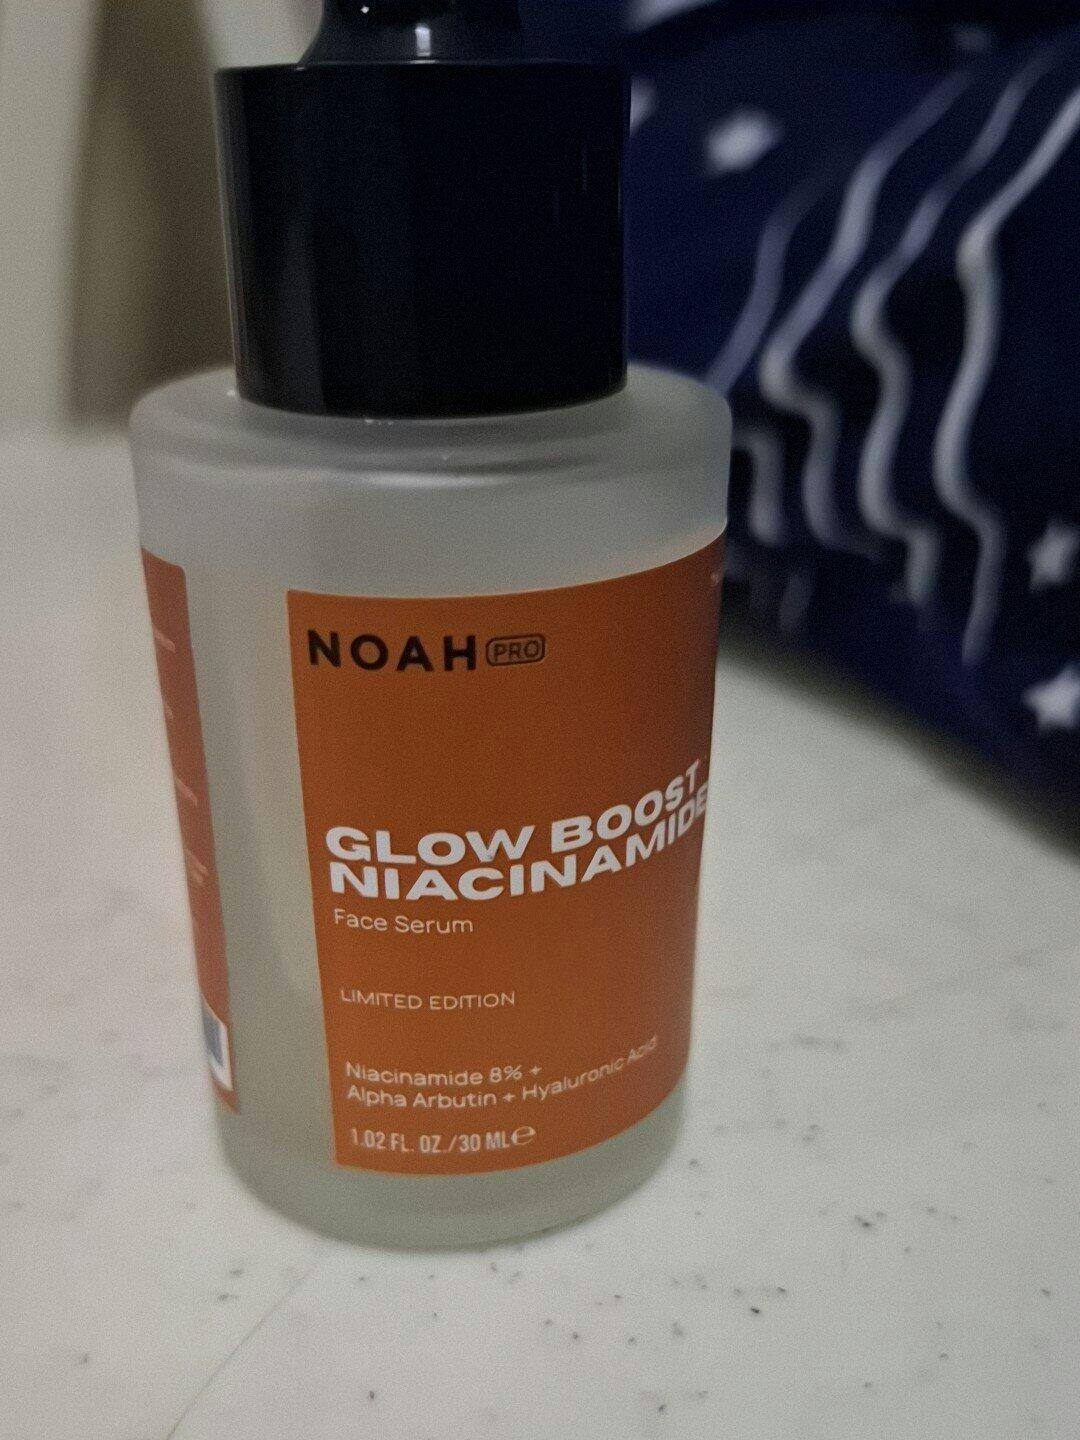 NOAH PRO
GLOW BOOST
NIACINAMIDE
Face Serum
LIMITED EDITION
Niacinamide 8% +
Alpha Arbutin + Hyaluronic Acid
1.02 FL. OZ./30 ML ℮